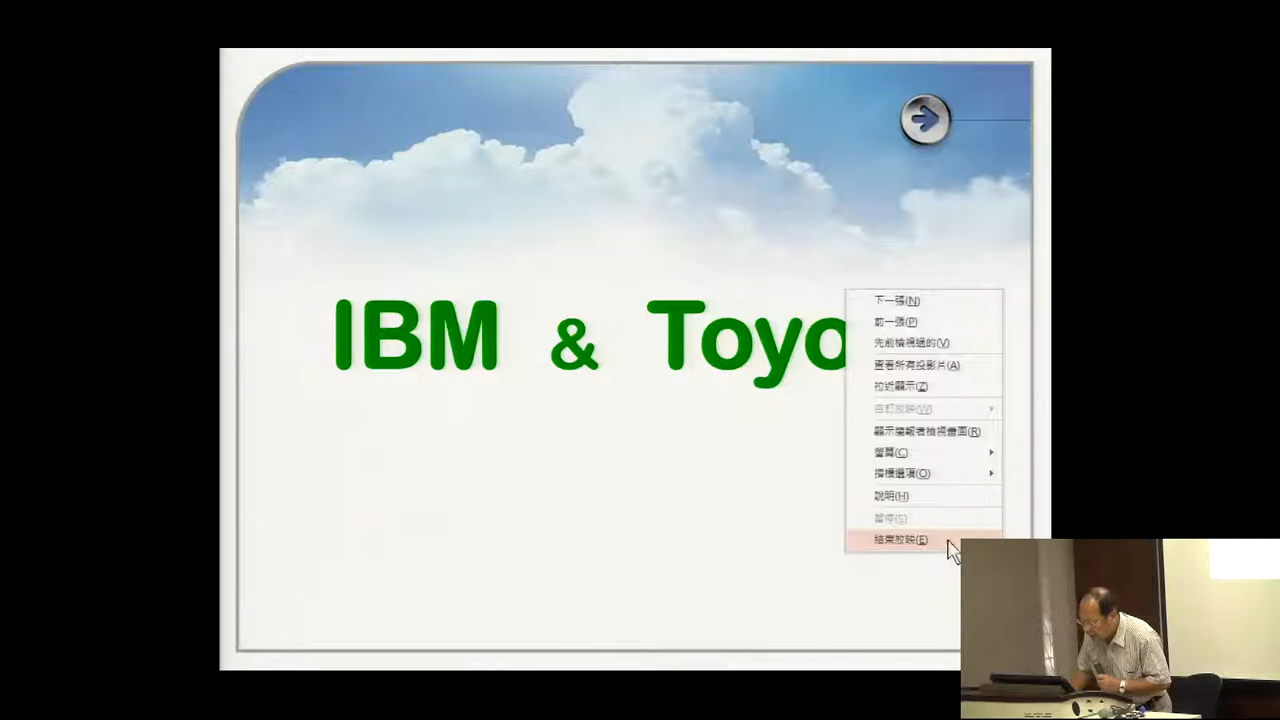 IBM & Toyo
下一張(N)
前一張(P)
先前檢視過的(V)
查看所有投影片(A)
拉近顯示(Z)
自訂放映(W)
顯示簡報者檢視畫面(R)
螢幕(C)
指標選項(O)
說明(H)
暫停(S)
結束放映(E)